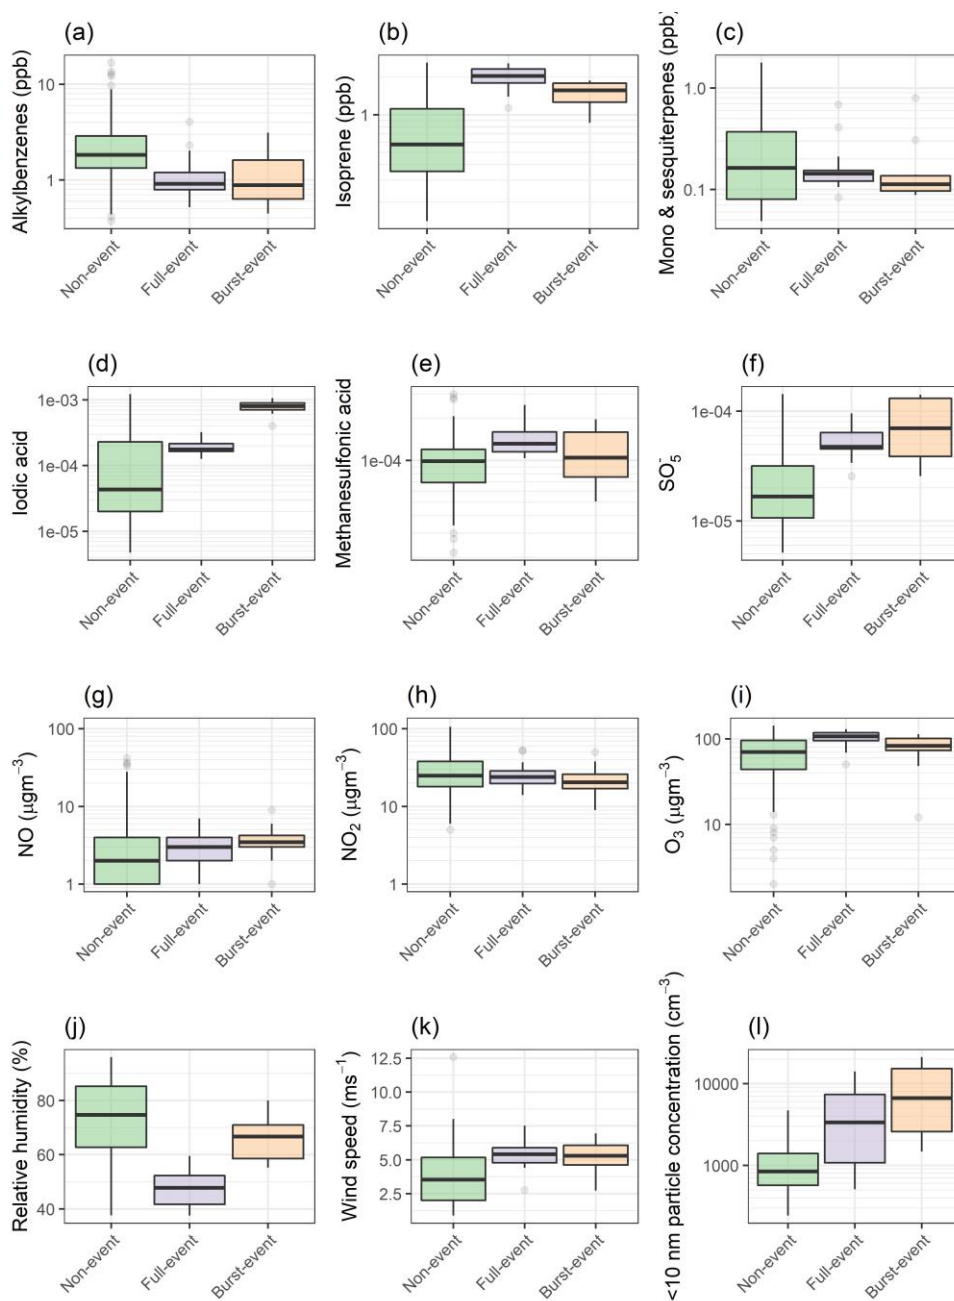 (a)
Alkylbenzenes (ppb)
10
1
Non-event
Full-event
Burst-event
(b)
Isoprene (ppb)
1
Non-event
Full-event
Burst-event
(c)
Mono & sesquiterpenes (ppb)
1.0
0.1
Non-event
Full-event
Burst-event
(d)
Iodic acid
1e-03
1e-04
1e-05
Non-event
Full-event
Burst-event
(e)
Methanesulfonic acid
1e-04
Non-event
Full-event
Burst-event
(f)
SO₅⁻
1e-04
1e-05
Non-event
Full-event
Burst-event
(g)
NO (μgm⁻³)
100
10
1
Non-event
Full-event
Burst-event
(h)
NO₂ (μgm⁻³)
100
10
1
Non-event
Full-event
Burst-event
(i)
O₃ (μgm⁻³)
100
10
Non-event
Full-event
Burst-event
(j)
Relative humidity (%)
80
60
40
Non-event
Full-event
Burst-event
(k)
Wind speed (ms⁻¹)
12.5
10.0
7.5
5.0
2.5
Non-event
Full-event
Burst-event
(l)
<10 nm particle concentration (cm⁻³)
10000
1000
Non-event
Full-event
Burst-event